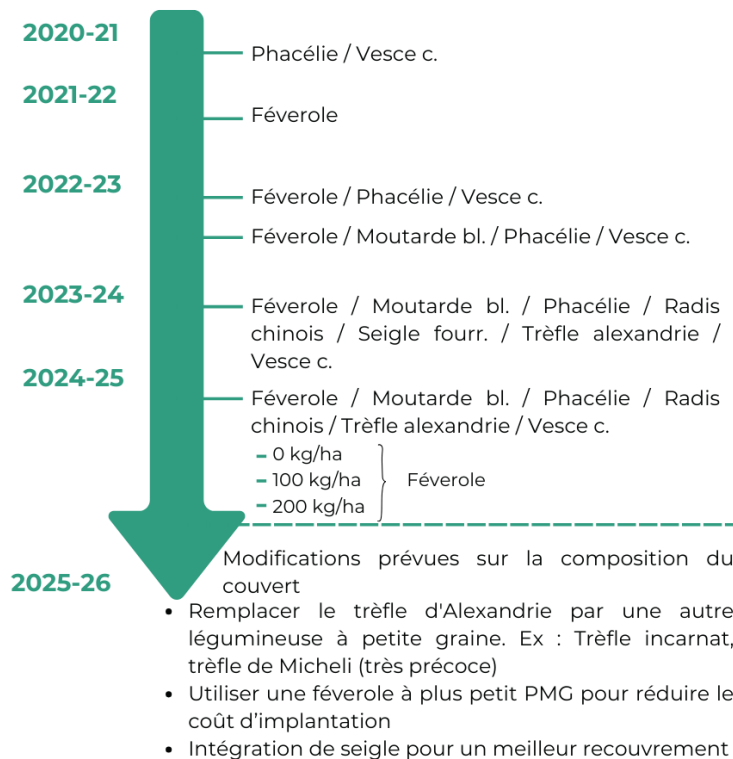 2020-21
Phacélie / Vesce c.
2021-22
Féverole
2022-23
Féverole / Phacélie / Vesce c.
Féverole / Moutarde bl. / Phacélie / Vesce c.
2023-24
Féverole / Moutarde bl. / Phacélie / Radis
chinois / Seigle fourr. / Trèfle alexandrie /
Vesce c.
2024-25
Féverole / Moutarde bl. / Phacélie / Radis
chinois / Trèfle alexandrie / Vesce c.
- 0 kg/ha
- 100 kg/ha
- 200 kg/ha
Féverole
2025-26
Modifications prévues sur la composition du
couvert
• Remplacer le trèfle d'Alexandrie par une autre
légumineuse à petite graine. Ex : Trèfle incarnat,
trèfle de Micheli (très précoce)
• Utiliser une féverole à plus petit PMG pour réduire le
coût d’implantation
• Intégration de seigle pour un meilleur recouvrement